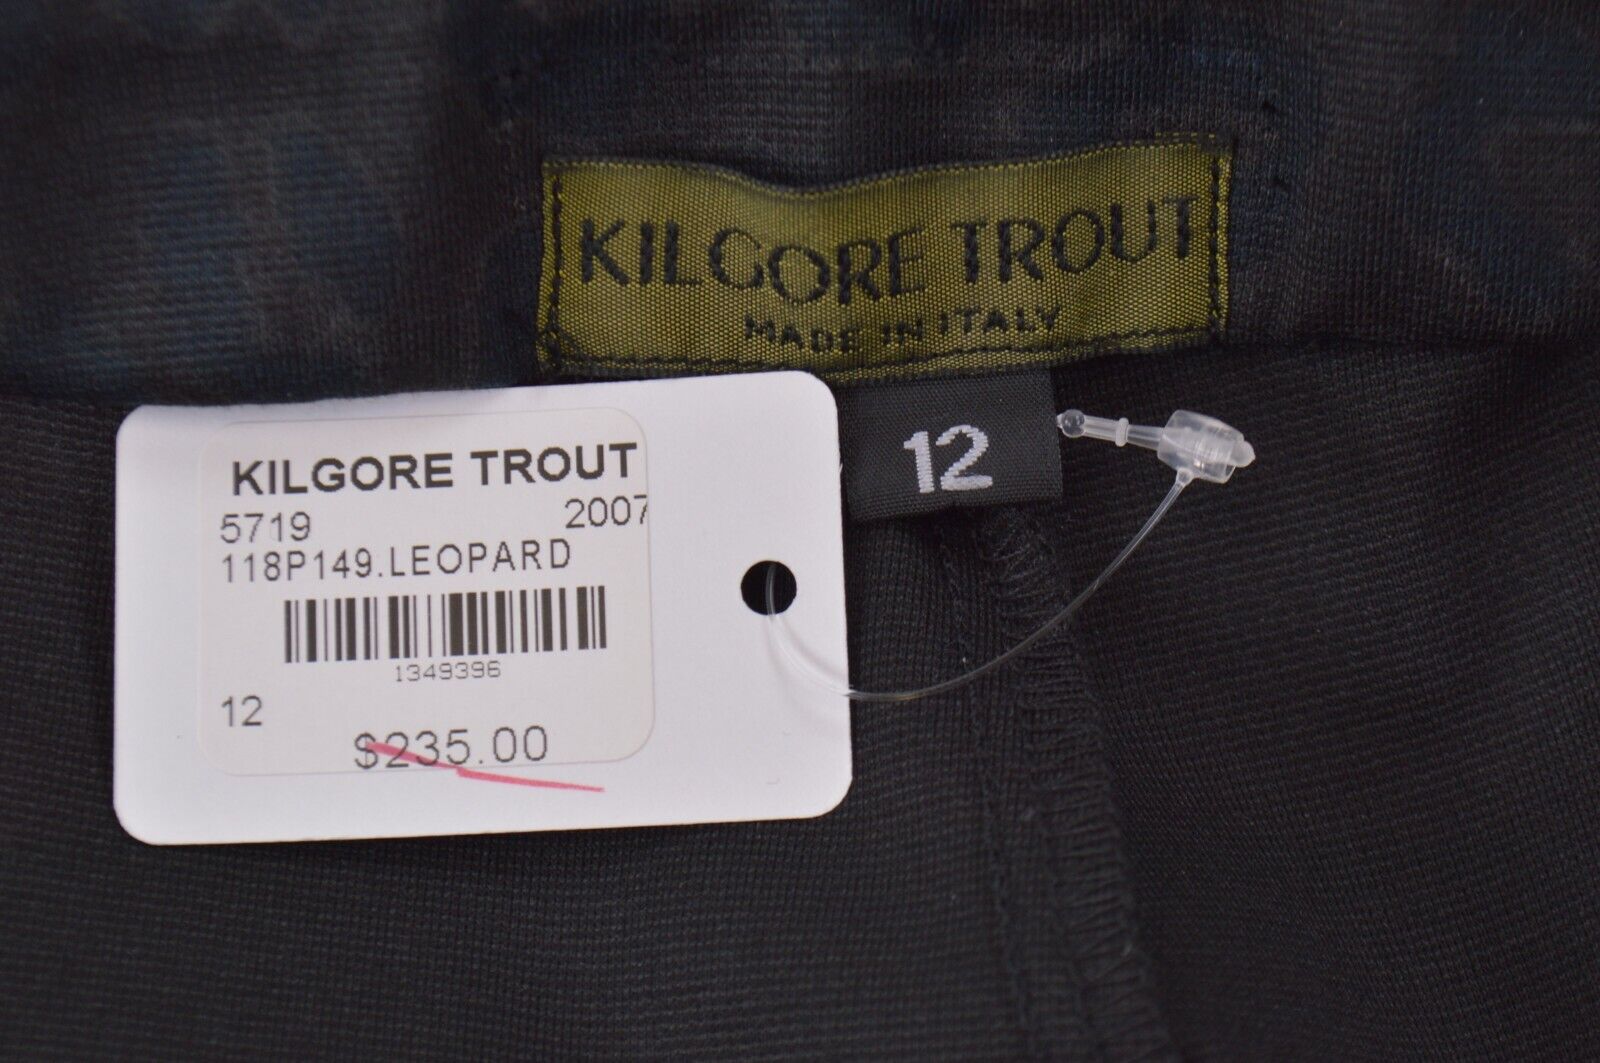 KILGORE TROUT
MADE IN ITALY
12
KILGORE TROUT
5719 2007
118P149.LEOPARD
1349396
12
$235.00